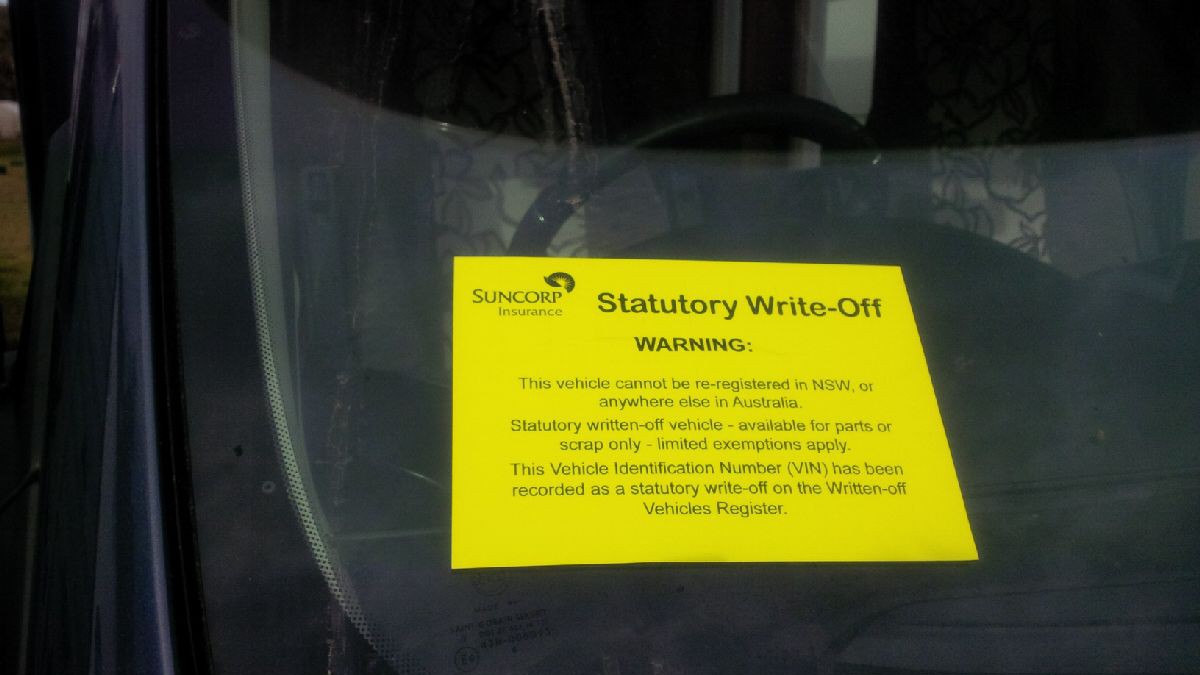 SUNCORP
Insurance
Statutory Write-Off
WARNING:
This vehicle cannot be re-registered in NSW, or
anywhere else in Australia.
Statutory written-off vehicle - available for parts or
scrap only - limited exemptions apply.
This Vehicle Identification Number (VIN) has been
recorded as a statutory write-off on the Written-off
Vehicles Register.